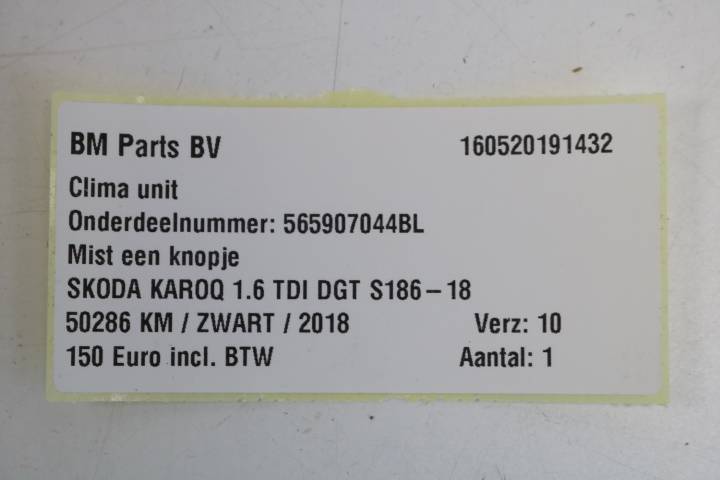 BM Parts BV 160520191432
Clima unit
Onderdeelnummer: 565907044BL
Mist een knopje
SKODA KAROQ 1.6 TDI DGT S186-18
50286 KM / ZWART / 2018 Verz: 10
150 Euro incl. BTW Aantal: 1